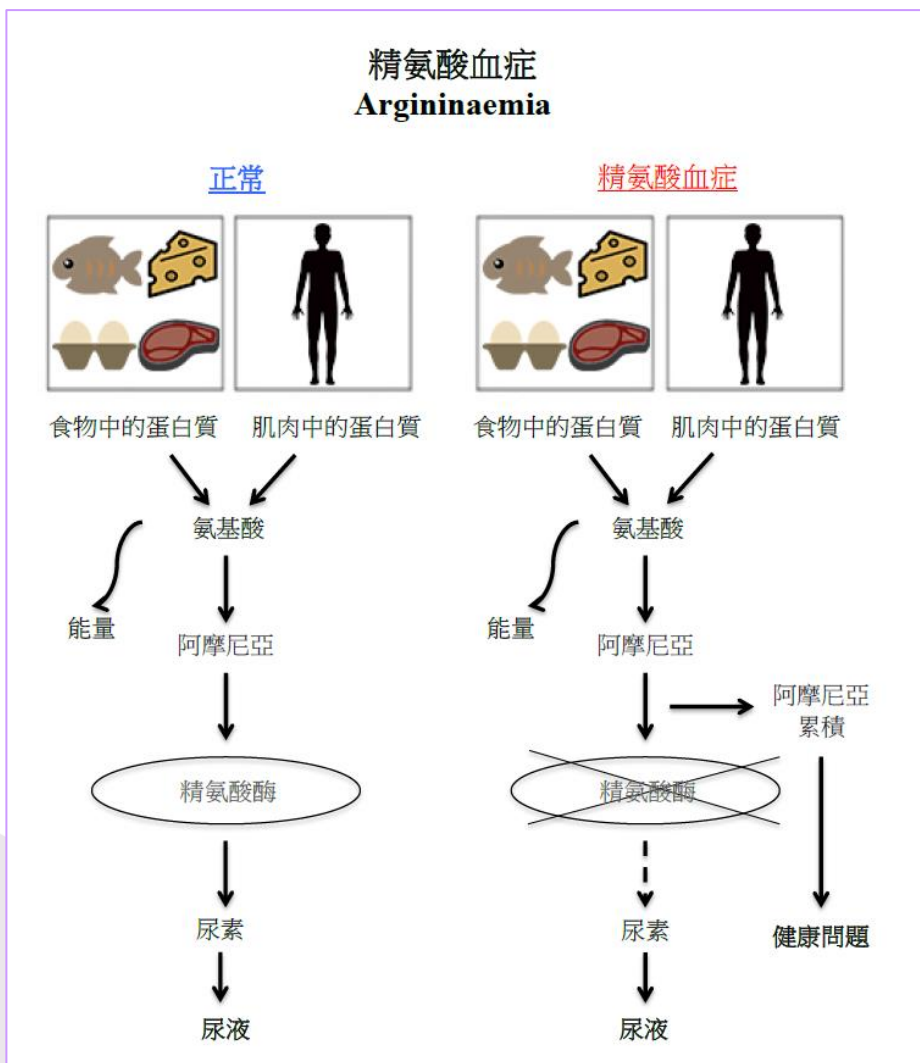 精氨酸血症
Argininaemia
正常
食物中的蛋白質
肌肉中的蛋白質
氨基酸
能量
阿摩尼亞
精氨酸酶
尿素
尿液
精氨酸血症
食物中的蛋白質
肌肉中的蛋白質
氨基酸
能量
阿摩尼亞
阿摩尼亞
累積
精氨酸酶
尿素
健康問題
尿液